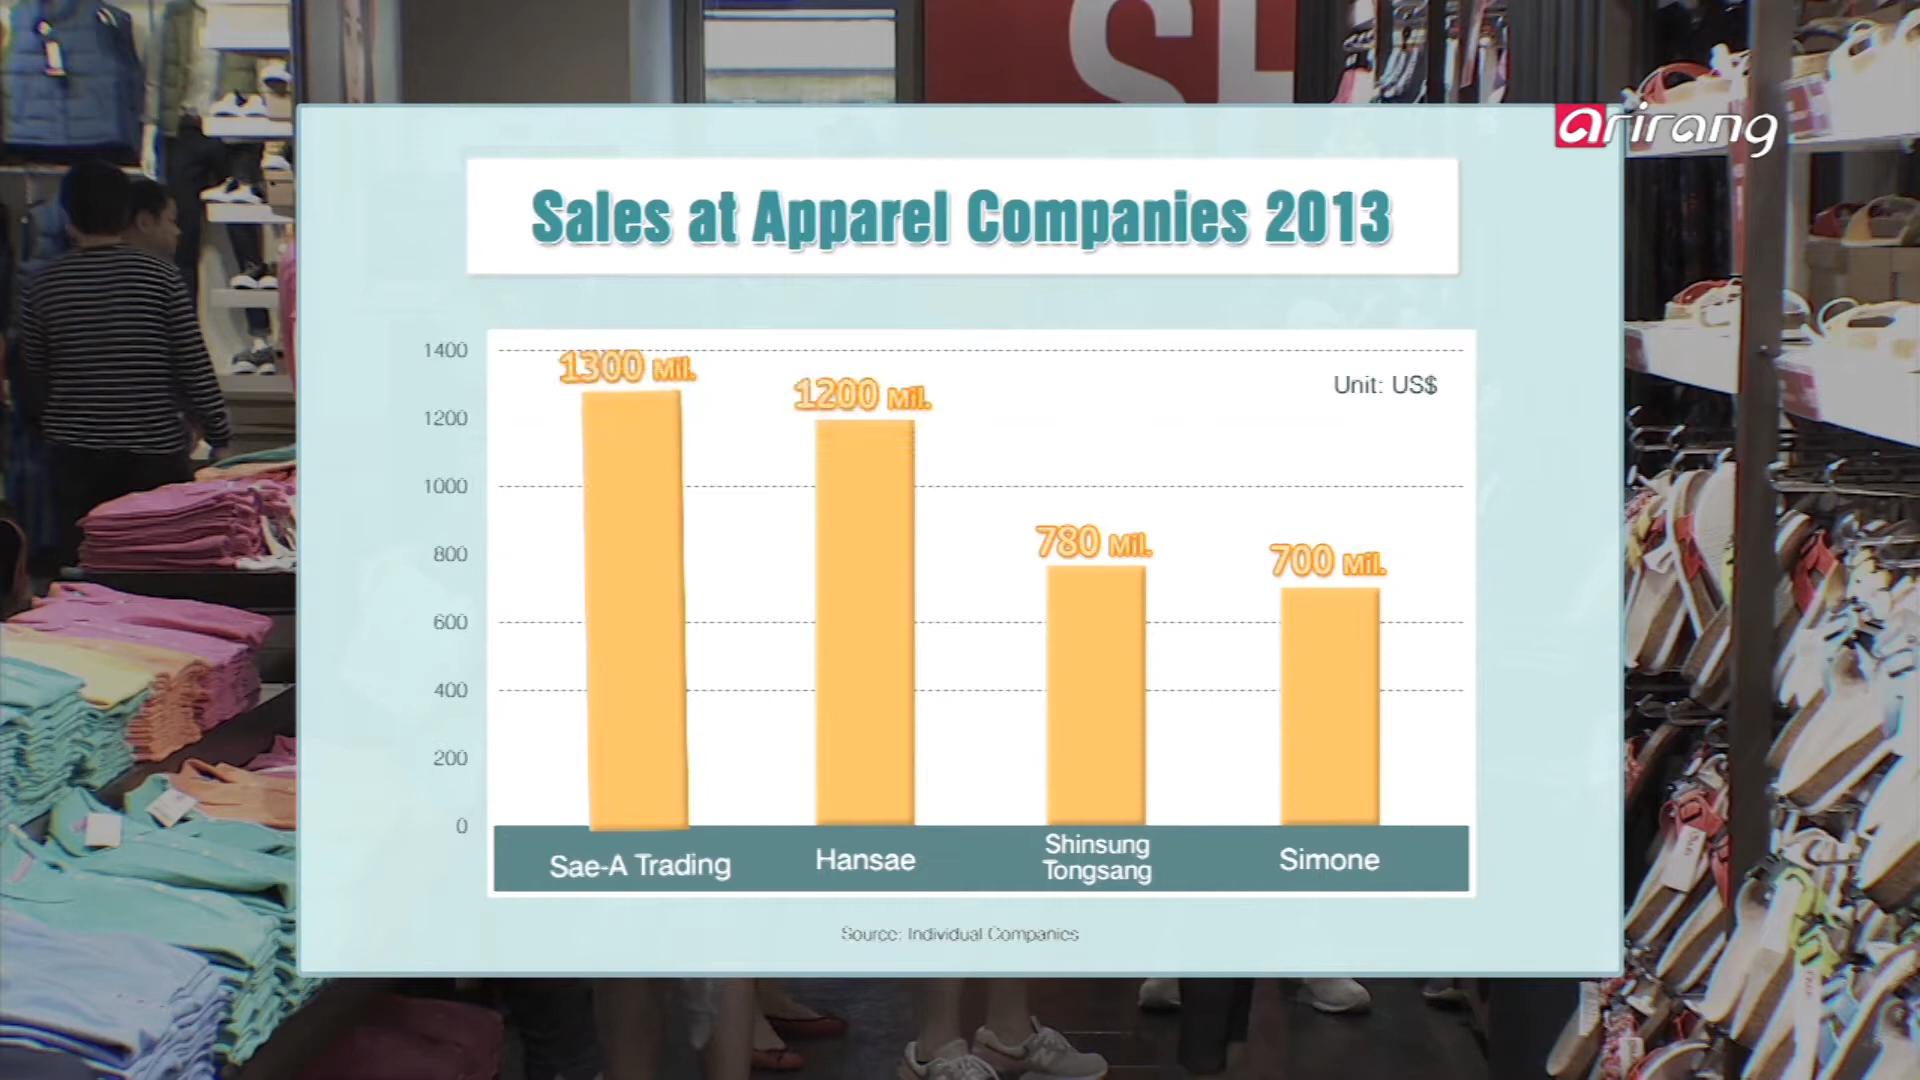 SE
arirang
Sales at Apparel Companies 2013
1400
1200
1000
800
600
400
200
0
Unit: US$
1300 Mil.
1200 Mil.
780 Mil.
700 Mil.
Sae-A Trading
Hansae
Shinsung
Tongsang
Simone
Source: Individual Companies